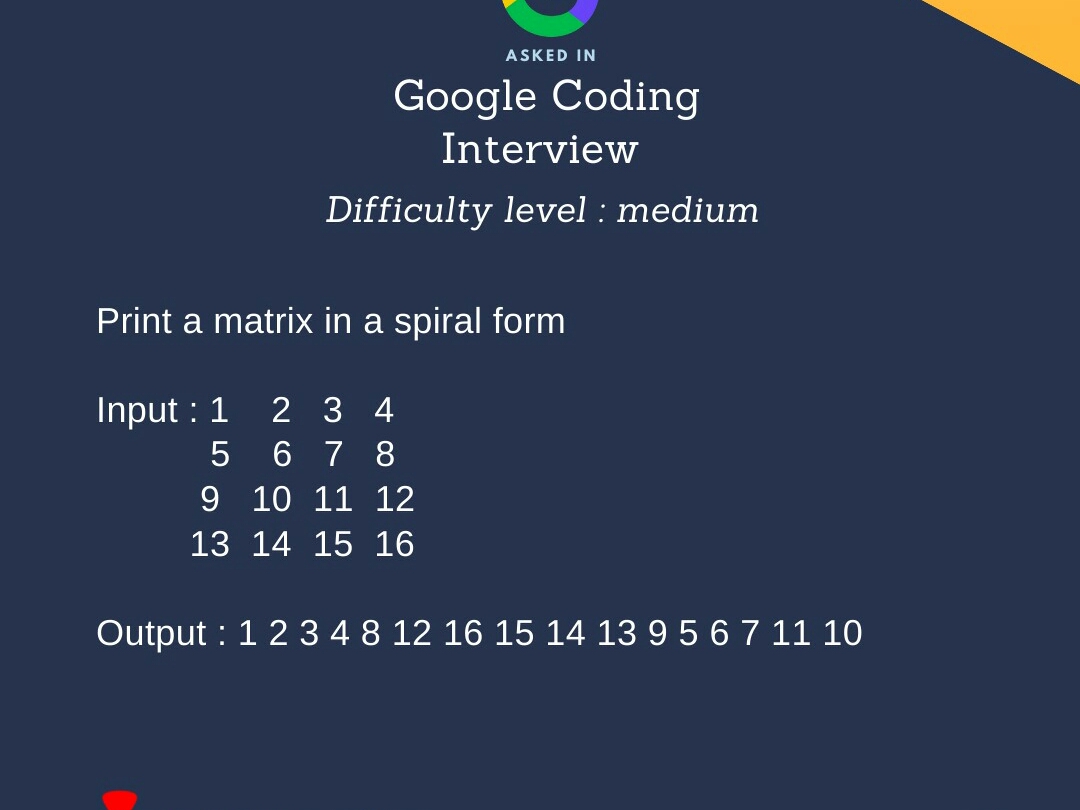 ASKED IN
Google Coding
Interview
Difficulty level : medium
Print a matrix in a spiral form
Input : 1 2 3 4
5 6 7 8
9 10 11 12
13 14 15 16
Output : 1 2 3 4 8 12 16 15 14 13 9 5 6 7 11 10